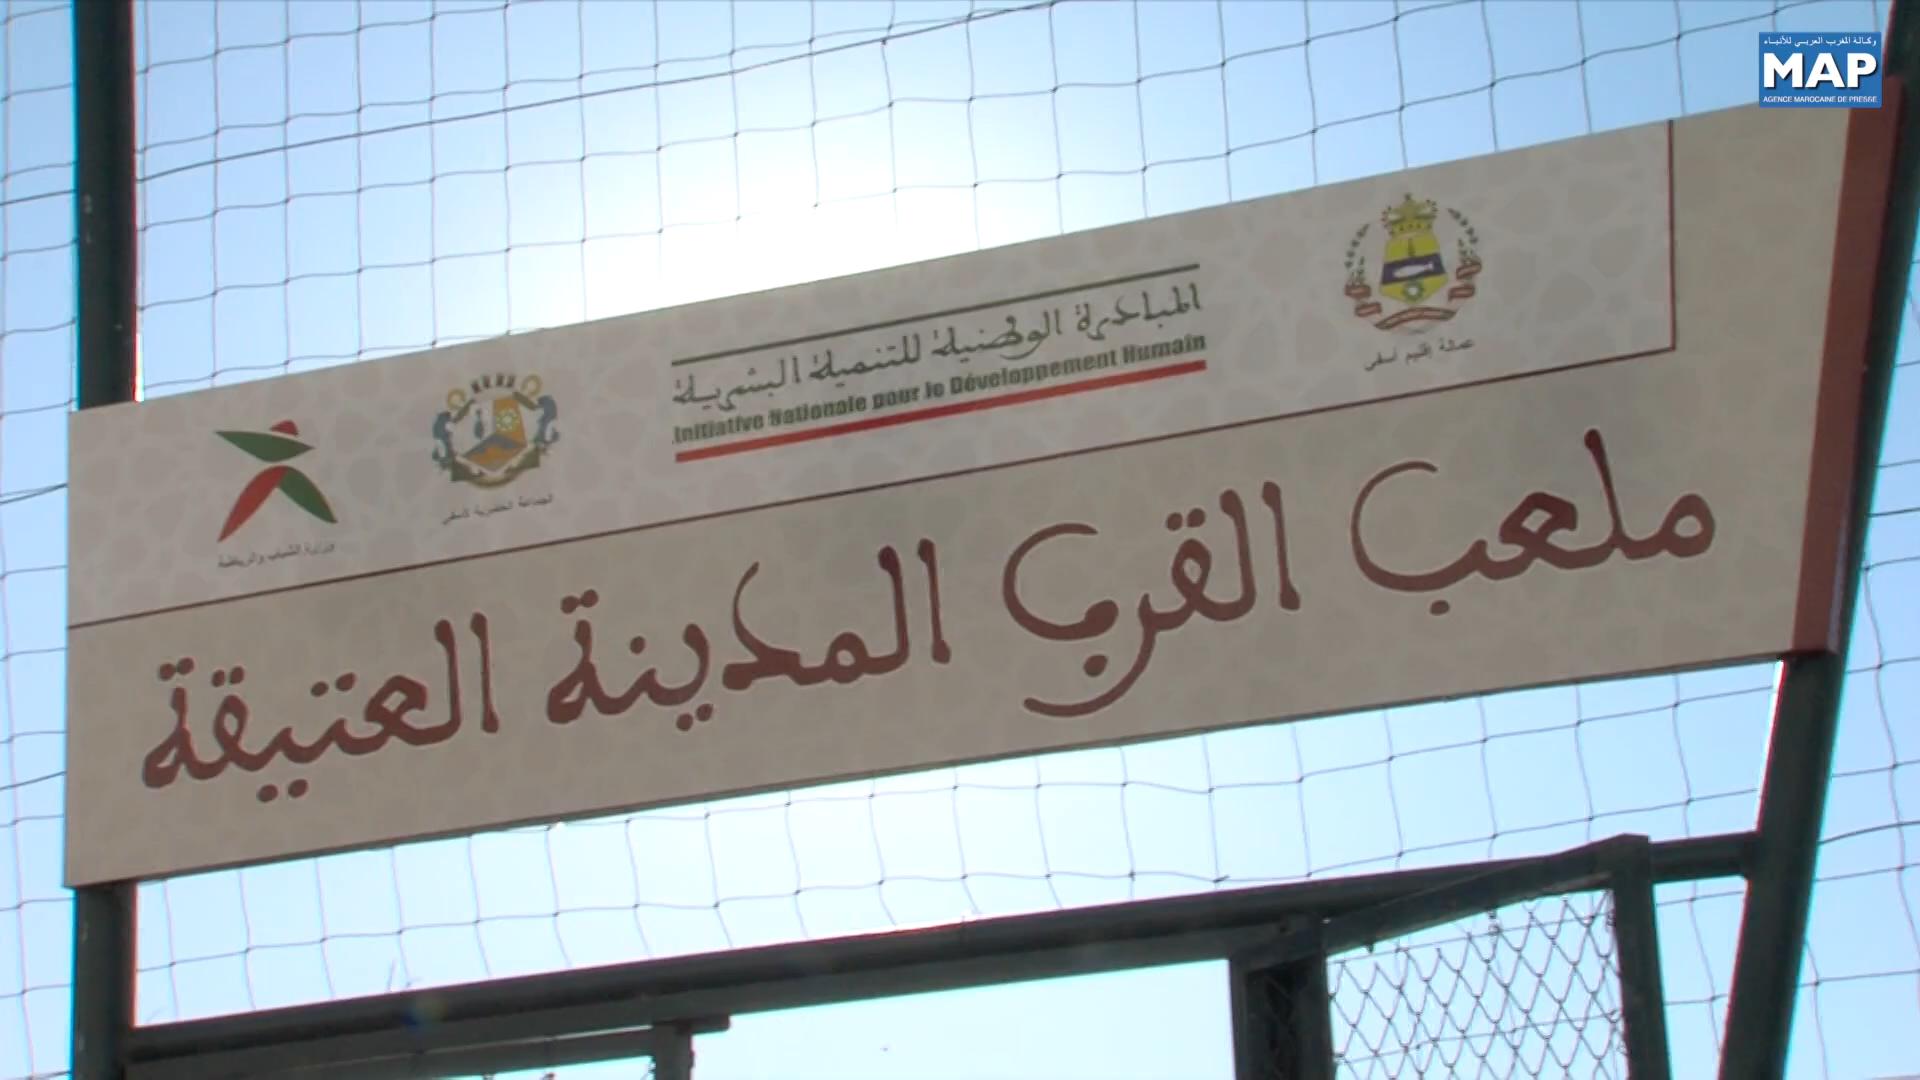 وكالة المغرب العربي للأنباء
MAP
AGENCE MAROCAINE DE PRESSE
عمالة إقليم أسفي
المبادرة الوطنية للتنمية البشرية
Initiative Nationale pour le Développement Humain
الجماعة الحضرية لآسفي
وزارة الشباب والرياضة
ملعب القرب المدينة العتيقة